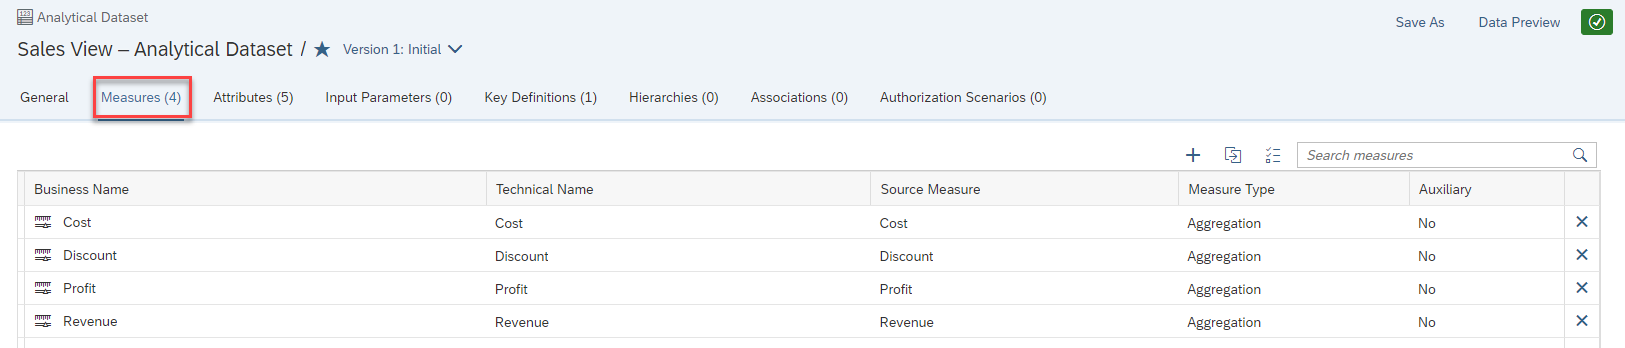 123
Analytical Dataset
Save As Data Preview
Sales View – Analytical Dataset / Version 1: Initial
General Measures (4) Attributes (5) Input Parameters (0) Key Definitions (1) Hierarchies (0) Associations (0) Authorization Scenarios (0)
Search measures
Business Name Technical Name Source Measure Measure Type Auxiliary
Cost Cost Cost Aggregation No
Discount Discount Discount Aggregation No
Profit Profit Profit Aggregation No
Revenue Revenue Revenue Aggregation No